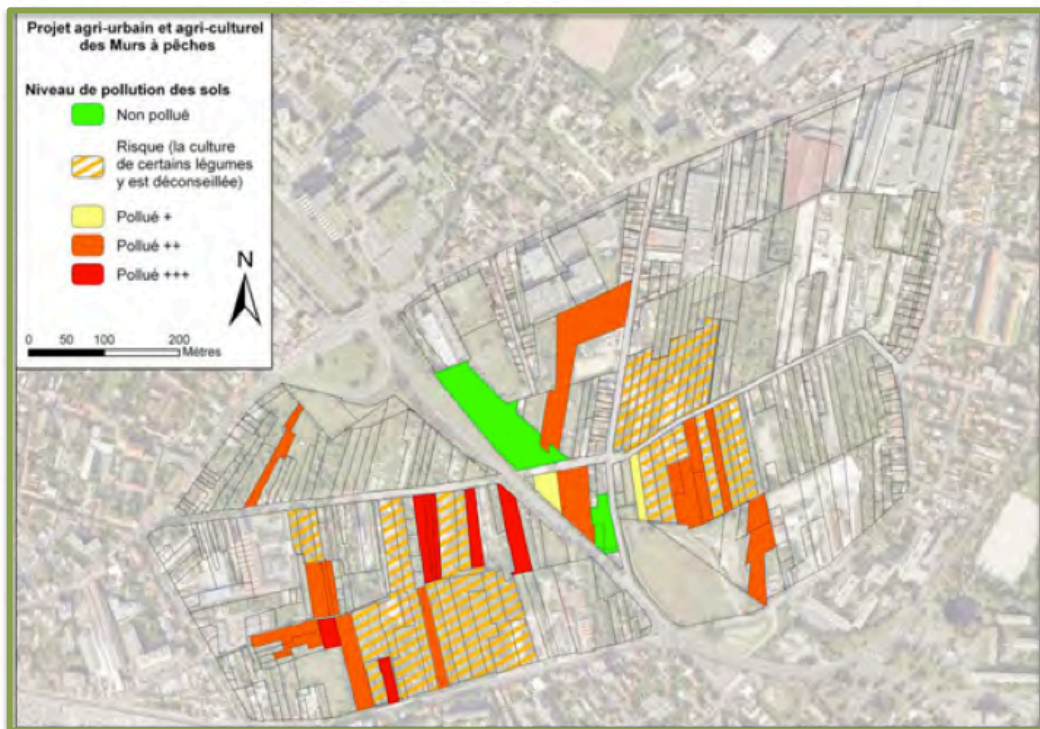 Projet agri-urbain et agri-culturel
des Murs à pêches
Niveau de pollution des sols
Non pollué
Risque (la culture
de certains légumes
y est déconseillée)
Pollué +
Pollué ++
Pollué +++
N
0 50 100 200
Mètres